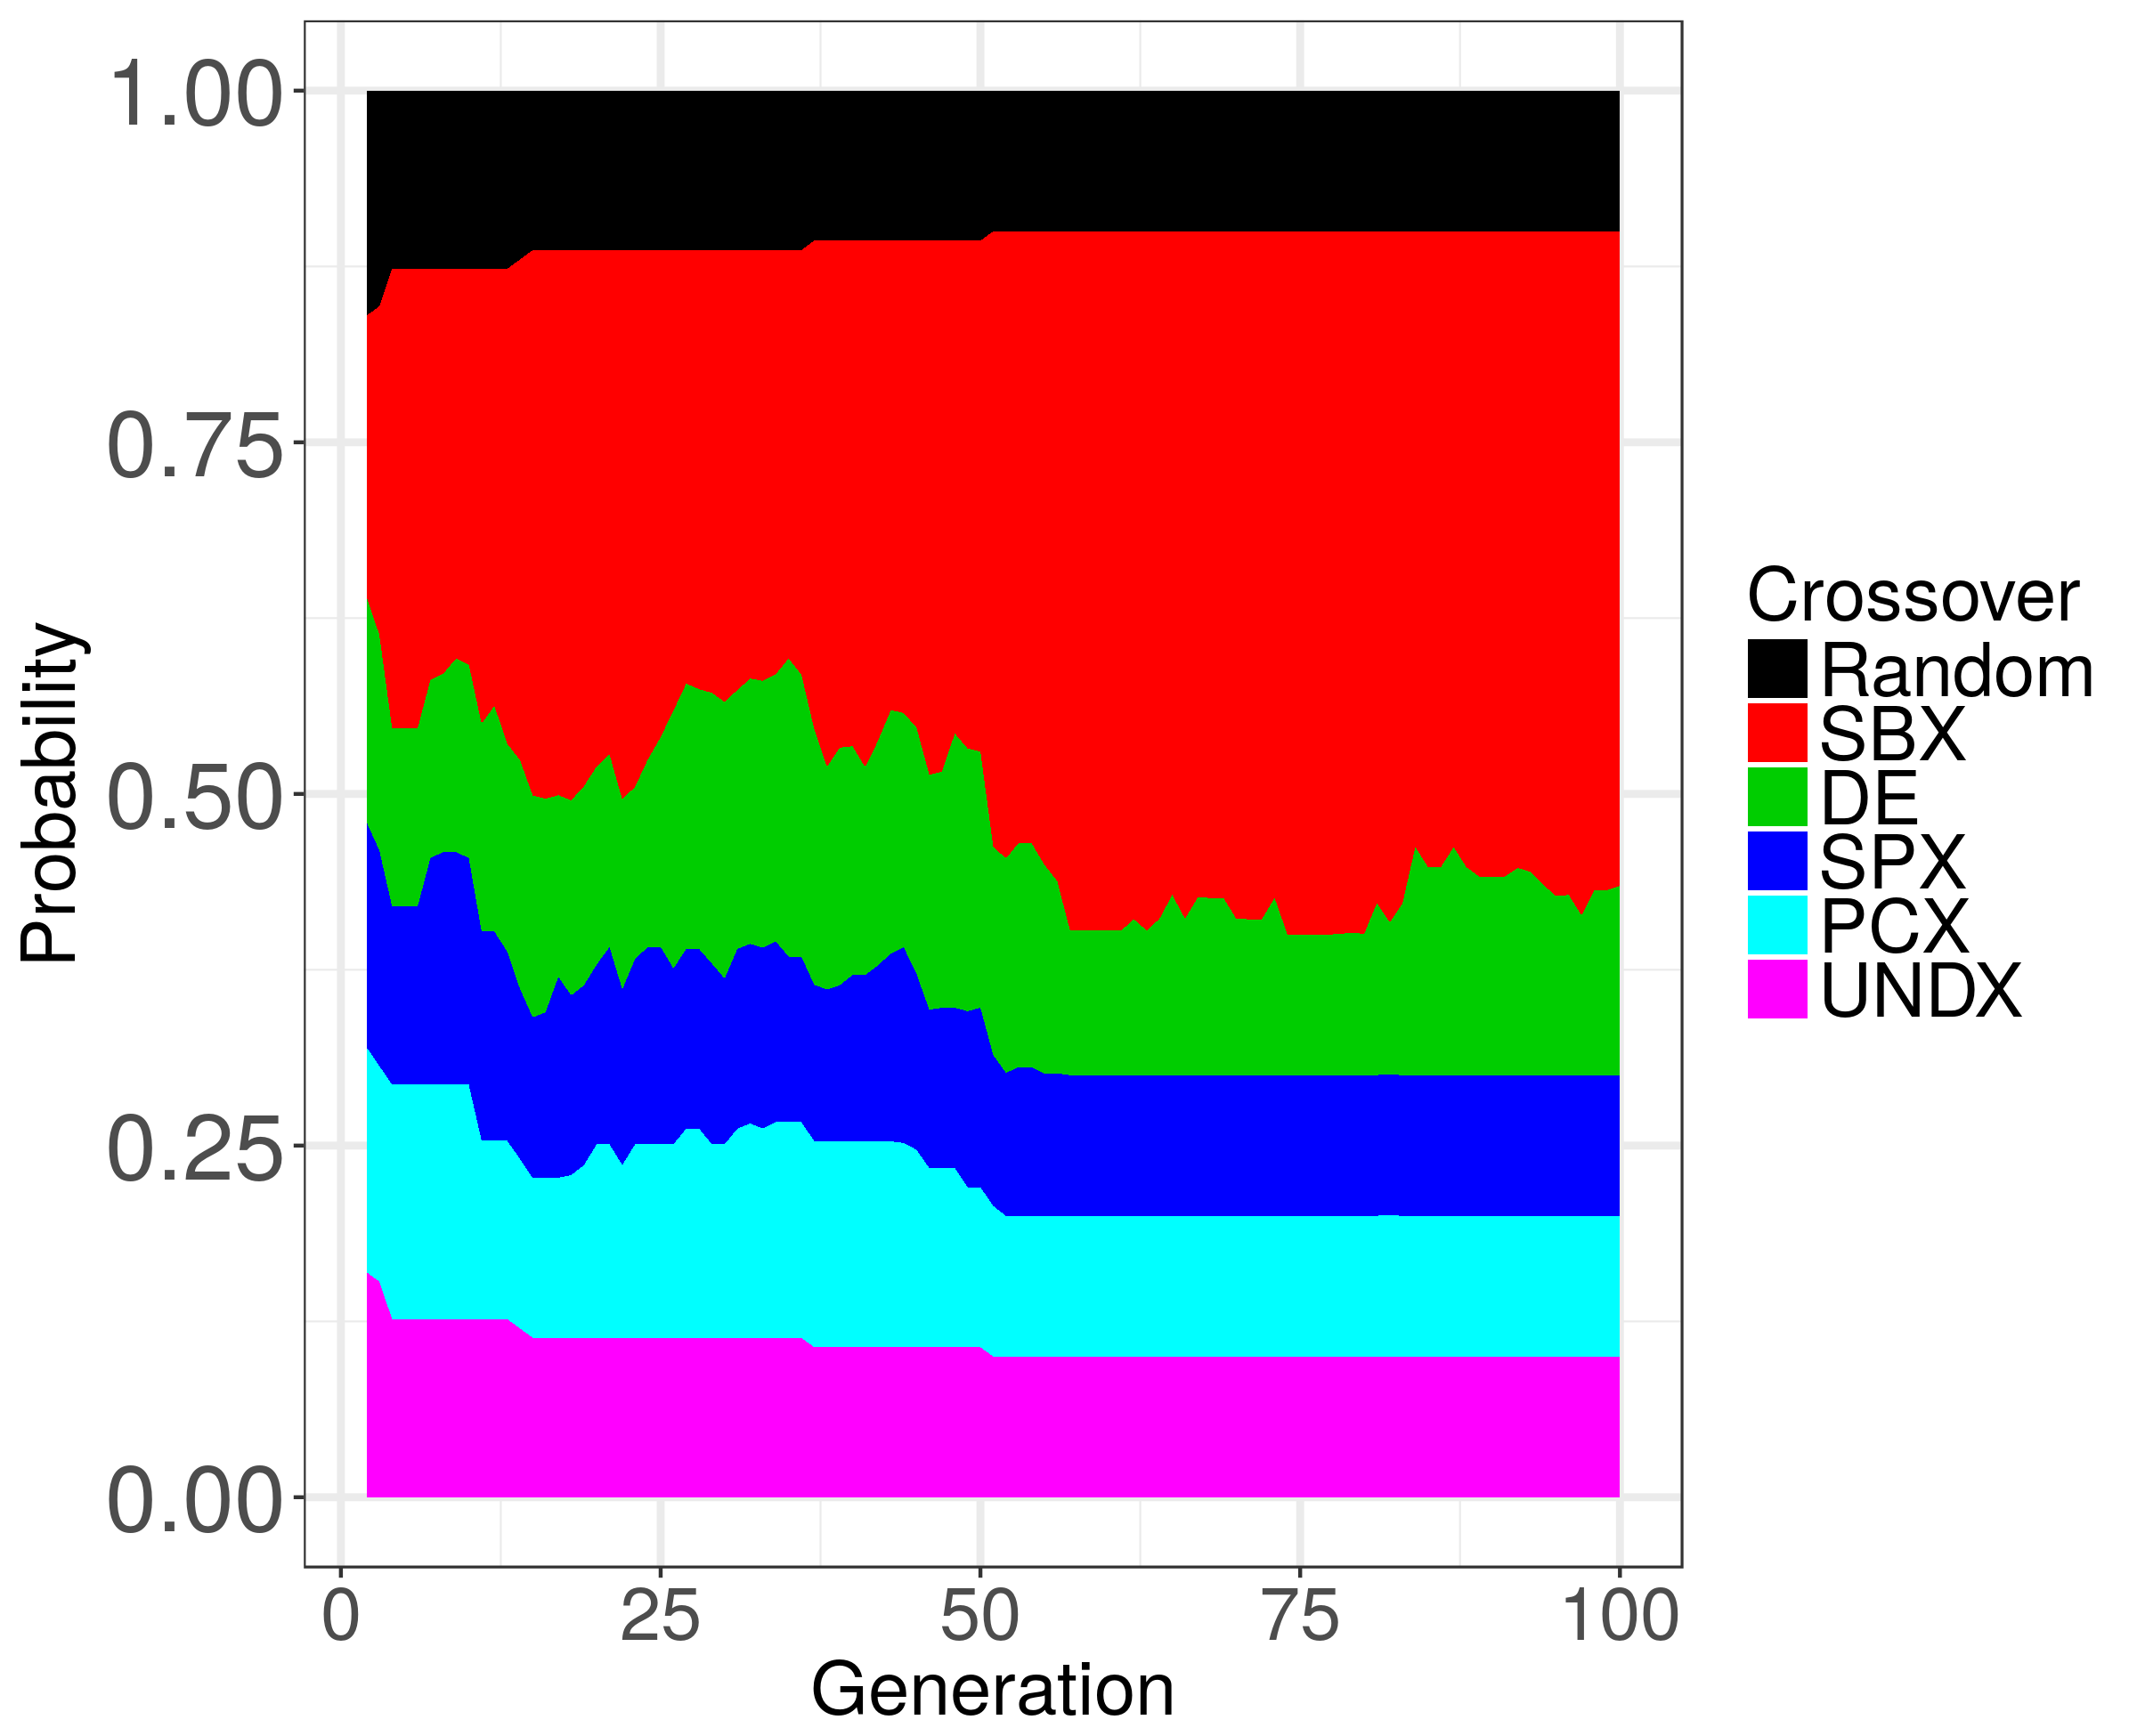 1.00
0.75
0.50
0.25
0.00
Probability
0 25 50 75 100
Generation
Crossover
Random
SBX
DE
SPX
PCX
UNDX